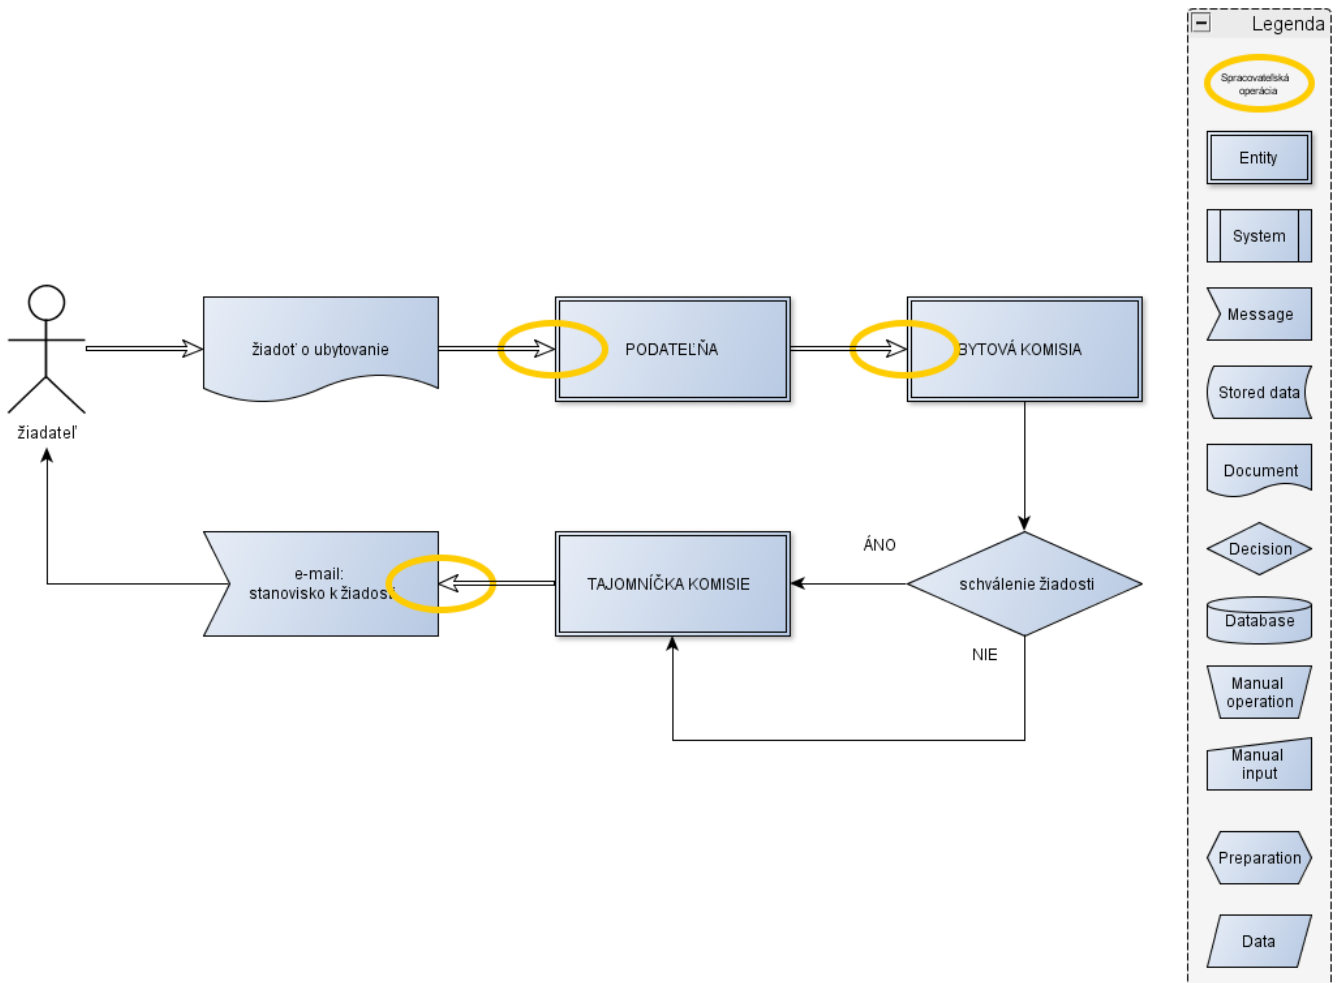 Legenda
Spracovateľská
operácia
Entity
System
Message
Stored data
Document
Decision
Database
Manual
operation
Manual
input
Preparation
Data
žiadoť o ubytovanie
PODATEĽŇA
BYTOVÁ KOMISIA
žiadateľ
ÁNO
e-mail:
stanovisko k žiadosti
TAJOMNÍČKA KOMISIE
schválenie žiadosti
NIE